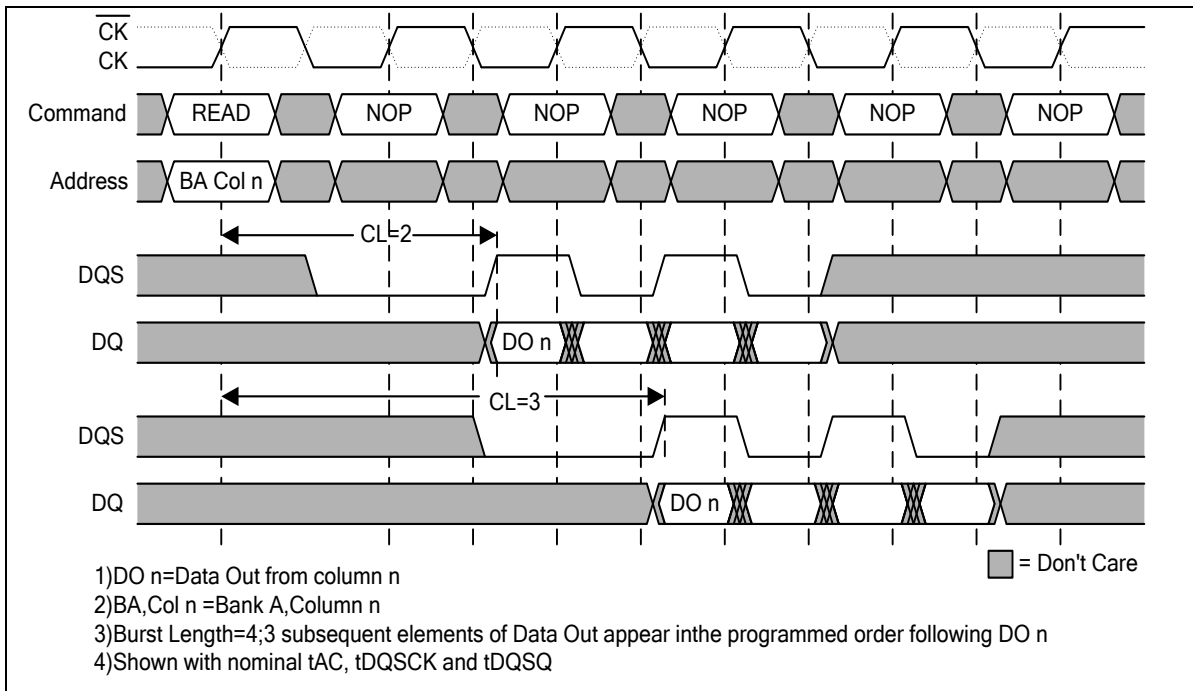 CK
CK
Command READ NOP NOP NOP NOP NOP
Address BA Col n
CL=2
DQS
DQ DO n
CL=3
DQS
DQ DO n
= Don't Care
1)DO n=Data Out from column n
2)BA,Col n =Bank A,Column n
3)Burst Length=4;3 subsequent elements of Data Out appear inthe programmed order following DO n
4)Shown with nominal tAC, tDQSCK and tDQSQ